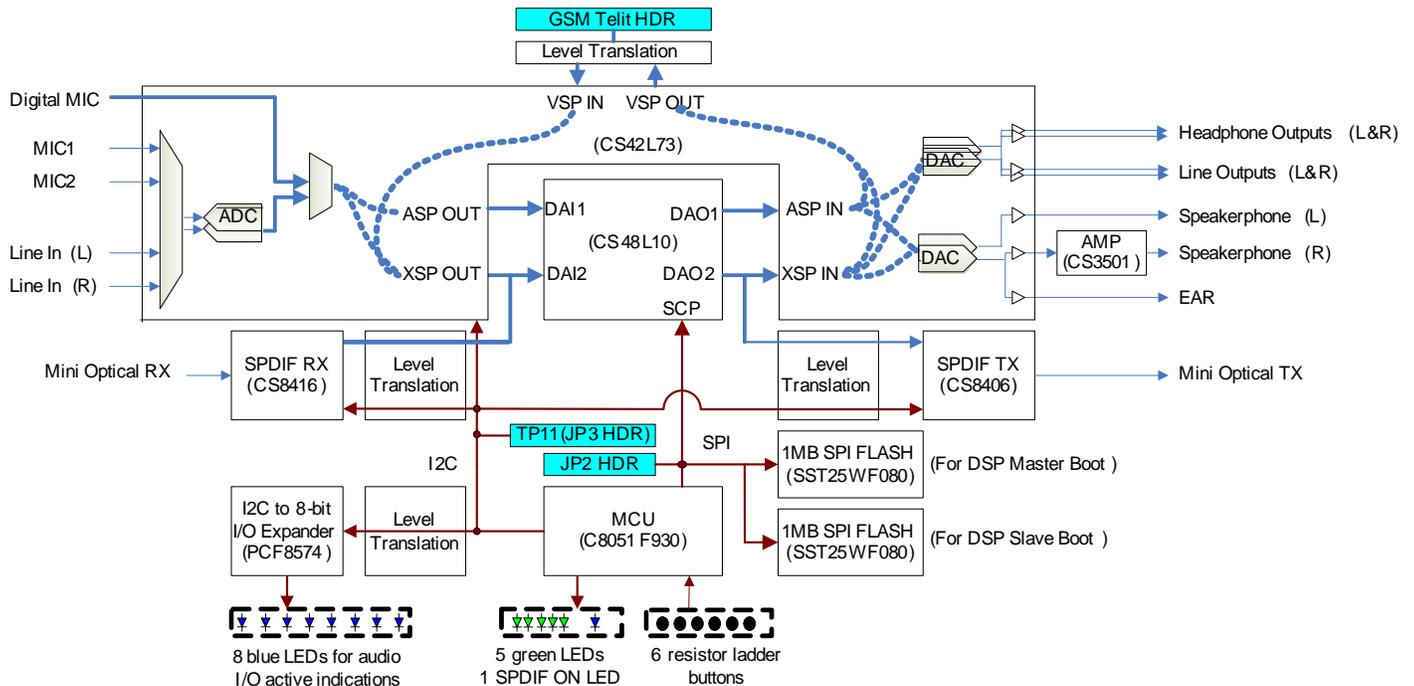 GSM Telit HDR
Level Translation
Digital MIC
VSP IN
VSP OUT
(CS42L73)
MIC1
MIC2
ADC
Line In (L)
Line In (R)
ASP OUT
XSP OUT
DAI1
DAI2
(CS48L10)
DAO1
DAO2
SCP
ASP IN
XSP IN
DAC
DAC
Headphone Outputs (L&R)
Line Outputs (L&R)
Speakerphone (L)
AMP
(CS3501)
Speakerphone (R)
EAR
Mini Optical RX
SPDIF RX
(CS8416)
Level
Translation
Level
Translation
SPDIF TX
(CS8406)
Mini Optical TX
TP11(JP3 HDR)
JP2 HDR
I2C
SPI
1MB SPI FLASH
(SST25WF080)
(For DSP Master Boot )
I2C to 8-bit
I/O Expander
(PCF8574)
Level
Translation
MCU
(C8051 F930)
1MB SPI FLASH
(SST25WF080)
(For DSP Slave Boot )
8 blue LEDs for audio
I/O active indications
5 green LEDs
1 SPDIF ON LED
6 resistor ladder
buttons